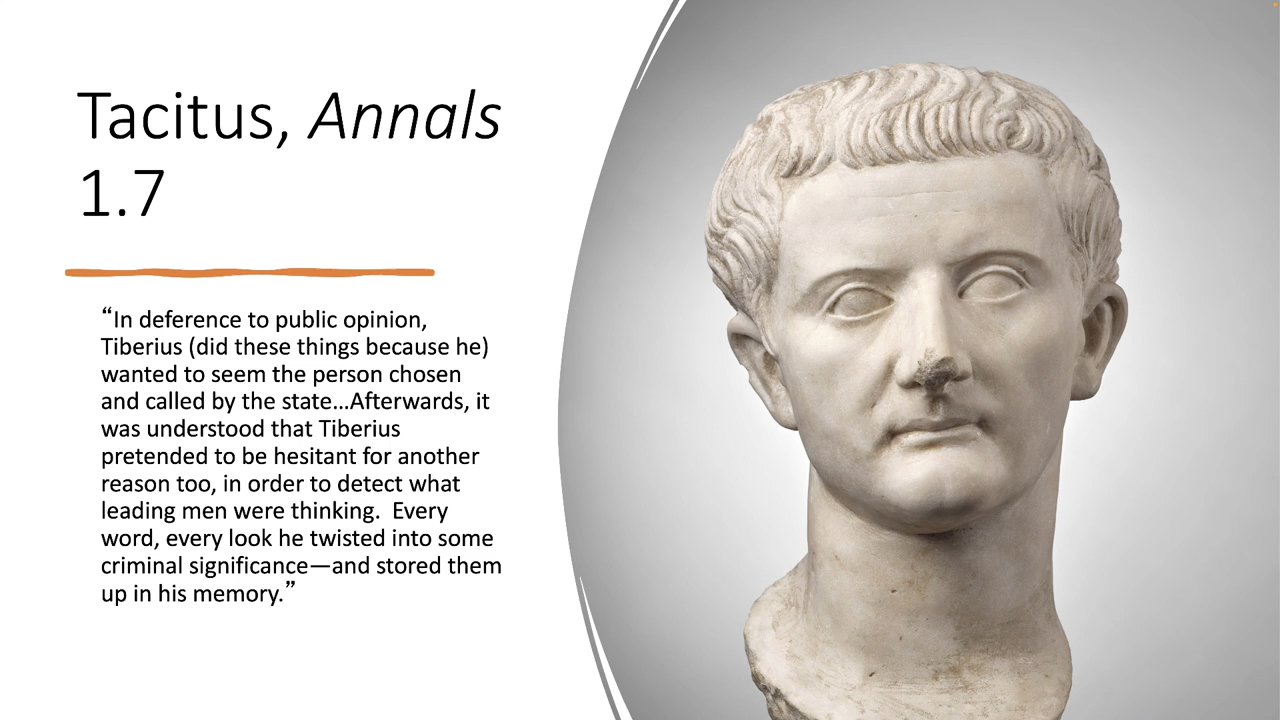 Tacitus, Annals
1.7
“In deference to public opinion,
Tiberius (did these things because he)
wanted to seem the person chosen
and called by the state…Afterwards, it
was understood that Tiberius
pretended to be hesitant for another
reason too, in order to detect what
leading men were thinking.  Every
word, every look he twisted into some
criminal significance—and stored them
up in his memory.”